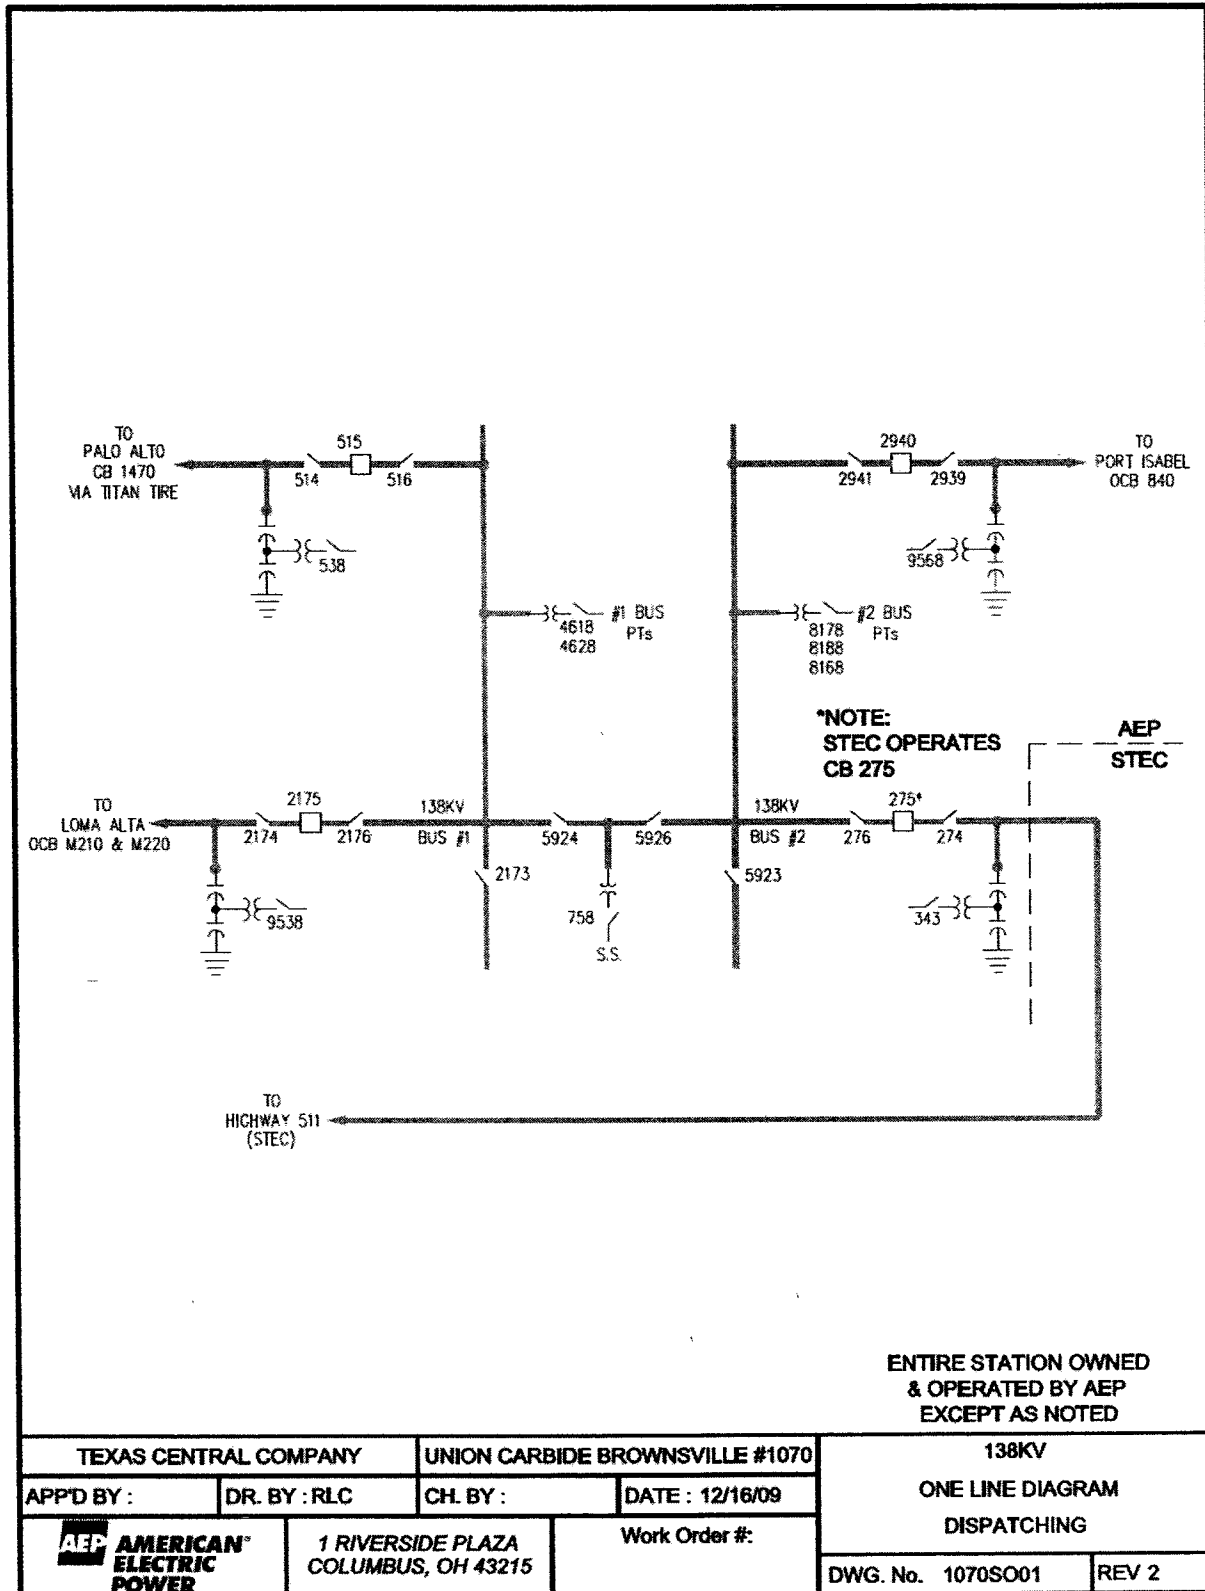 TO
PALO ALTO
CB 1470
VIA TITAN TIRE
515
514
516
2940
2941
2939
TO
PORT ISABEL
OCB 840
538
9568
#1 BUS
PTs
4618
4628
#2 BUS
PTs
8178
8188
8168
*NOTE:
STEC OPERATES
CB 275
AEP
STEC
TO
LOMA ALTA
OCB M210 & M220
2175
2174
2176
138KV
BUS #1
5924
5926
138KV
BUS #2
275*
276
274
2173
5923
9538
758
S.S.
343
TO
HIGHWAY 511
(STEC)
ENTIRE STATION OWNED
& OPERATED BY AEP
EXCEPT AS NOTED
TEXAS CENTRAL COMPANY
UNION CARBIDE BROWNSVILLE #1070
APP'D BY :
DR. BY : RLC
CH. BY :
DATE : 12/16/09
138KV
ONE LINE DIAGRAM
DISPATCHING
AEP AMERICAN®
ELECTRIC
POWER
1 RIVERSIDE PLAZA
COLUMBUS, OH 43215
Work Order #:
DWG. No. 1070SO01
REV 2